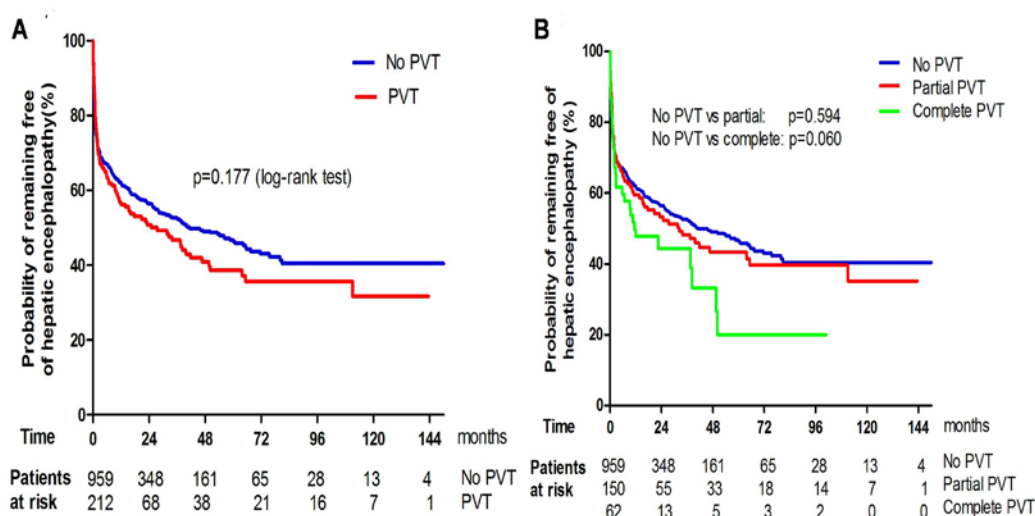 A
Probability of remaining free
of hepatic encephalopathy(%)
100
80
60
40
20
0
No PVT
PVT
p=0.177 (log-rank test)
Time 0 24 48 72 96 120 144 months
Patients 959 348 161 65 28 13 4 No PVT
at risk 212 68 38 21 16 7 1 PVT
B
Probability of remaining free of
hepatic encephalopathy (%)
100
80
60
40
20
0
No PVT
Partial PVT
Complete PVT
No PVT vs partial: p=0.594
No PVT vs complete: p=0.060
Time 0 24 48 72 96 120 144 months
Patients 959 348 161 65 28 13 4 No PVT
at risk 150 55 33 18 14 7 1 Partial PVT
62 13 5 3 2 0 0 Complete PVT